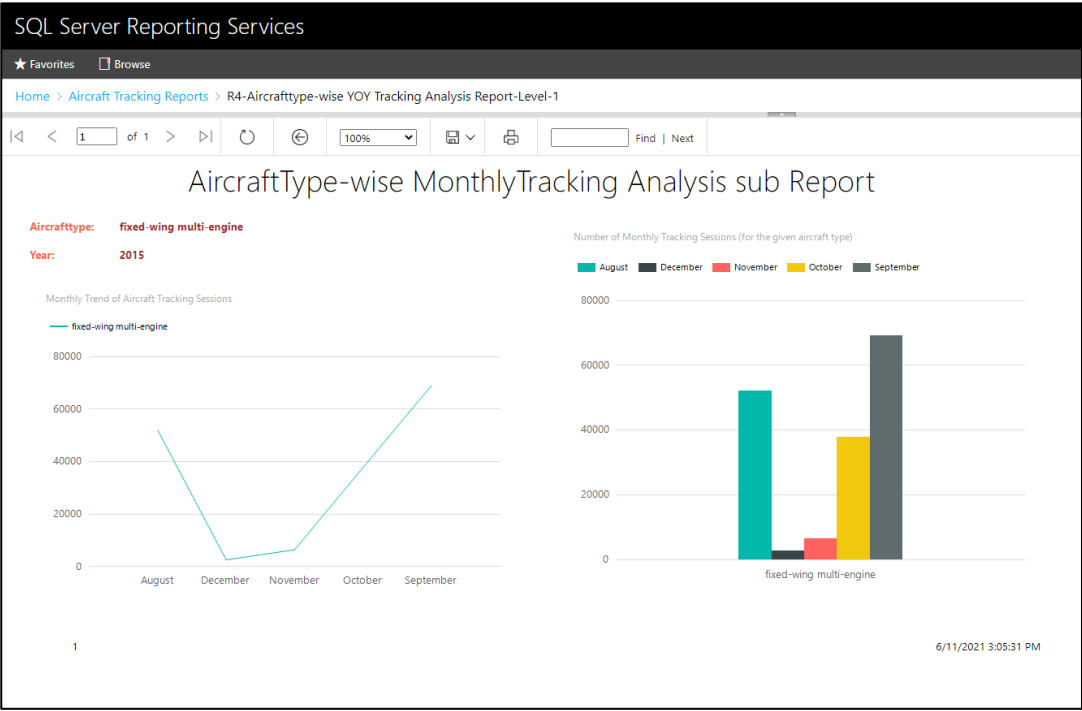 SQL Server Reporting Services
Favorites Browse
Home > Aircraft Tracking Reports > R4-Aircrafttype-wise YOY Tracking Analysis Report-Level-1
1 of 1 100% Find | Next
AircraftType-wise MonthlyTracking Analysis sub Report
Aircrafttype: fixed-wing multi-engine
Year: 2015
Monthly Trend of Aircraft Tracking Sessions
fixed-wing multi-engine
80000
60000
40000
20000
0
August December November October September
Number of Monthly Tracking Sessions (for the given aircraft type)
August December November October September
80000
60000
40000
20000
0
fixed-wing multi-engine
1 6/11/2021 3:05:31 PM